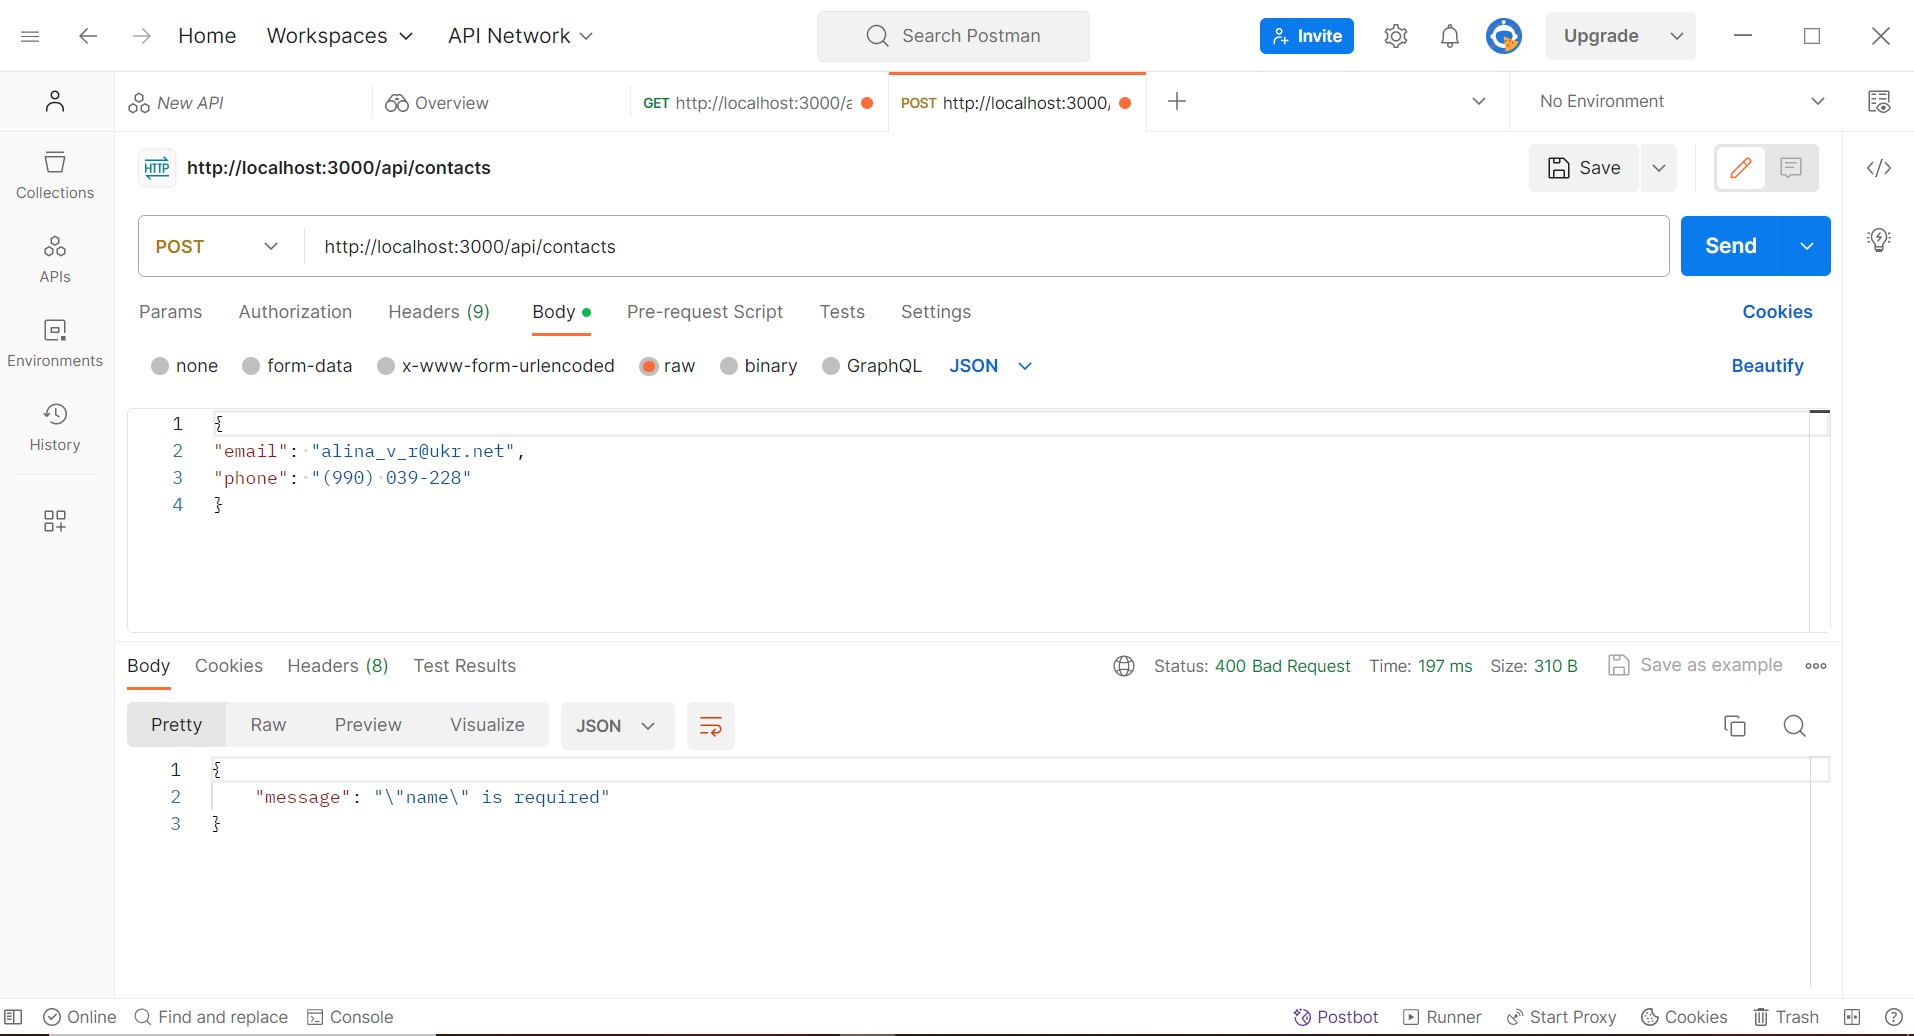 Home Workspaces API Network Search Postman Invite Upgrade
New API Overview GET http://localhost:3000/a POST http://localhost:3000/ No Environment
HTTP http://localhost:3000/api/contacts Save
Collections
POST http://localhost:3000/api/contacts Send
APIs
Params Authorization Headers (9) Body Pre-request Script Tests Settings Cookies
Environments
none form-data x-www-form-urlencoded raw binary GraphQL JSON Beautify
History
1 {
2 "email": "alina_v_r@ukr.net",
3 "phone": "(990) 039-228"
4 }
Body Cookies Headers (8) Test Results Status: 400 Bad Request Time: 197 ms Size: 310 B Save as example
Pretty Raw Preview Visualize JSON
1 {
2 "message": "\"name\" is required"
3 }
Online Find and replace Console Postbot Runner Start Proxy Cookies Trash